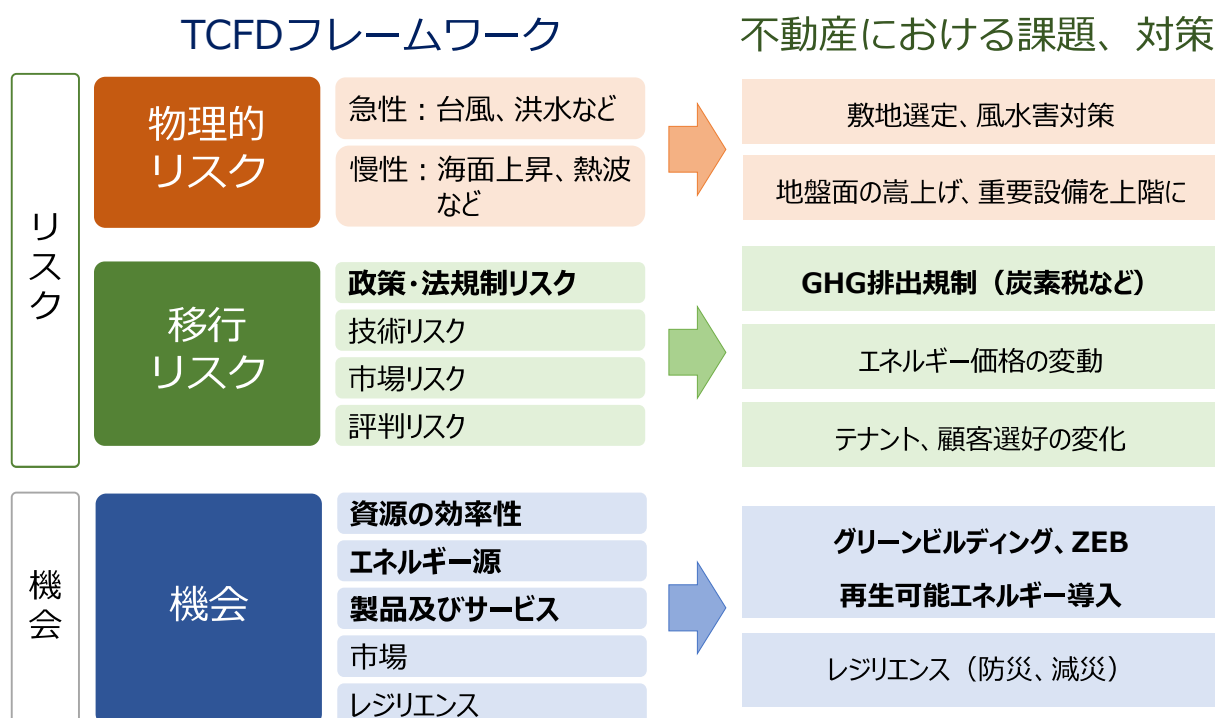 TCFDフレームワーク
不動産における課題、対策
リスク
物理的
リスク
急性：台風、洪水など
慢性：海面上昇、熱波
など
敷地選定、風水害対策
地盤面の嵩上げ、重要設備を上階に
移行
リスク
政策・法規制リスク
技術リスク
市場リスク
評判リスク
GHG排出規制（炭素税など）
エネルギー価格の変動
テナント、顧客選好の変化
機会
機会
資源の効率性
エネルギー源
製品及びサービス
市場
レジリエンス
グリーンビルディング、ZEB
再生可能エネルギー導入
レジリエンス（防災、減災）